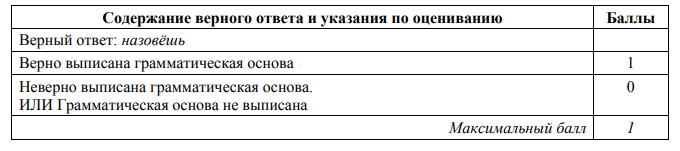 Содержание верного ответа и указания по оцениванию Баллы
Верный ответ: назовёшь
Верно выписана грамматическая основа 1
Неверно выписана грамматическая основа. 0
ИЛИ Грамматическая основа не выписана
Максимальный балл 1